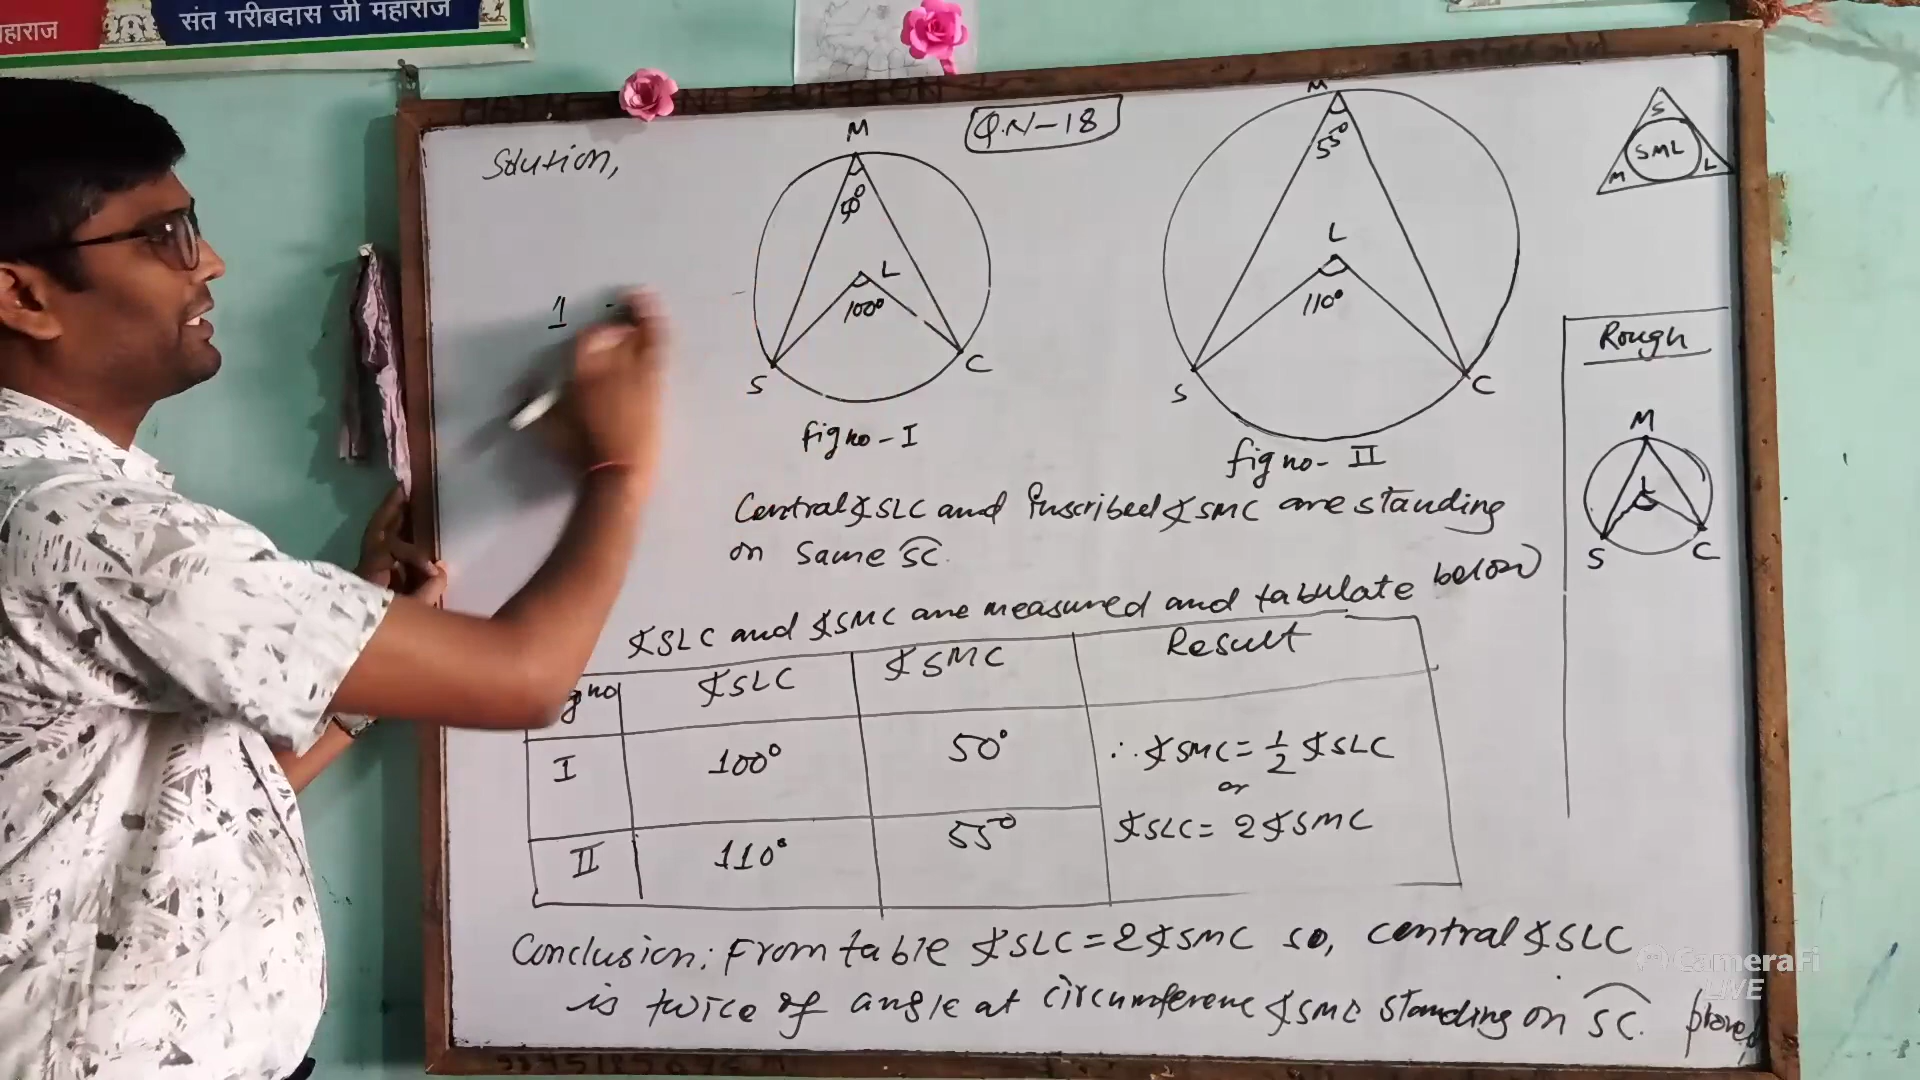 हाराज
संत गरीबदास जी महाराज
Solution,
Q.N-18
M
50°
L
100°
S
C
fig no - I
M
55°
L
110°
S
C
fig no - II
S
SML
M
L
Rough
M
L
S
C
1
Central ∡SLC and Inscribed ∡SMC are standing
on same SC.
∡SLC and ∡SMC are measured and tabulate below
g no
∡SLC
∡SMC
Result
I
100°
50°
∴ ∡SMC = 1/2 ∡SLC
or
∡SLC = 2∡SMC
II
110°
55°
Conclusion: From table ∡SLC = 2∡SMC so, central ∡SLC
is twice of angle at circumference ∡SMC standing on SC. proved
CameraFi
LIVE